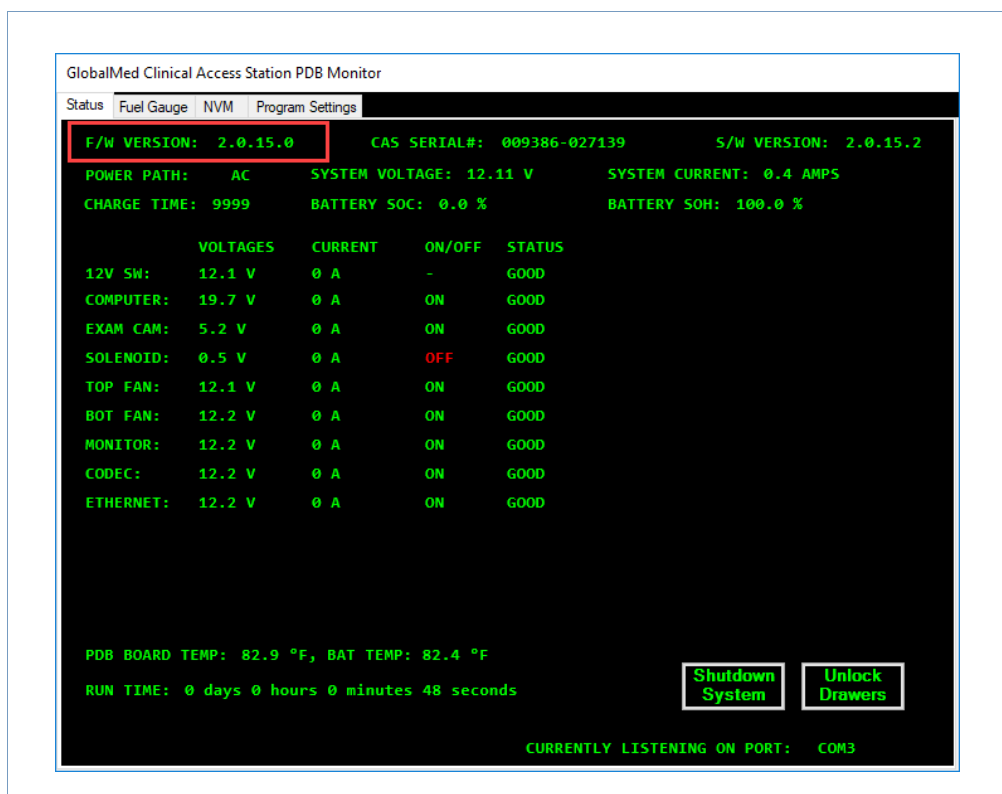 GlobalMed Clinical Access Station PDB Monitor
Status Fuel Gauge NVM Program Settings
F/W VERSION: 2.0.15.0 CAS SERIAL#: 009386-027139 S/W VERSION: 2.0.15.2
POWER PATH: AC SYSTEM VOLTAGE: 12.11 V SYSTEM CURRENT: 0.4 AMPS
CHARGE TIME: 9999 BATTERY SOC: 0.0 % BATTERY SOH: 100.0 %
VOLTAGES CURRENT ON/OFF STATUS
12V SW: 12.1 V 0 A - GOOD
COMPUTER: 19.7 V 0 A ON GOOD
EXAM CAM: 5.2 V 0 A ON GOOD
SOLENOID: 0.5 V 0 A OFF GOOD
TOP FAN: 12.1 V 0 A ON GOOD
BOT FAN: 12.2 V 0 A ON GOOD
MONITOR: 12.2 V 0 A ON GOOD
CODEC: 12.2 V 0 A ON GOOD
ETHERNET: 12.2 V 0 A ON GOOD
PDB BOARD TEMP: 82.9 °F, BAT TEMP: 82.4 °F
RUN TIME: 0 days 0 hours 0 minutes 48 seconds
Shutdown System
Unlock Drawers
CURRENTLY LISTENING ON PORT: COM3